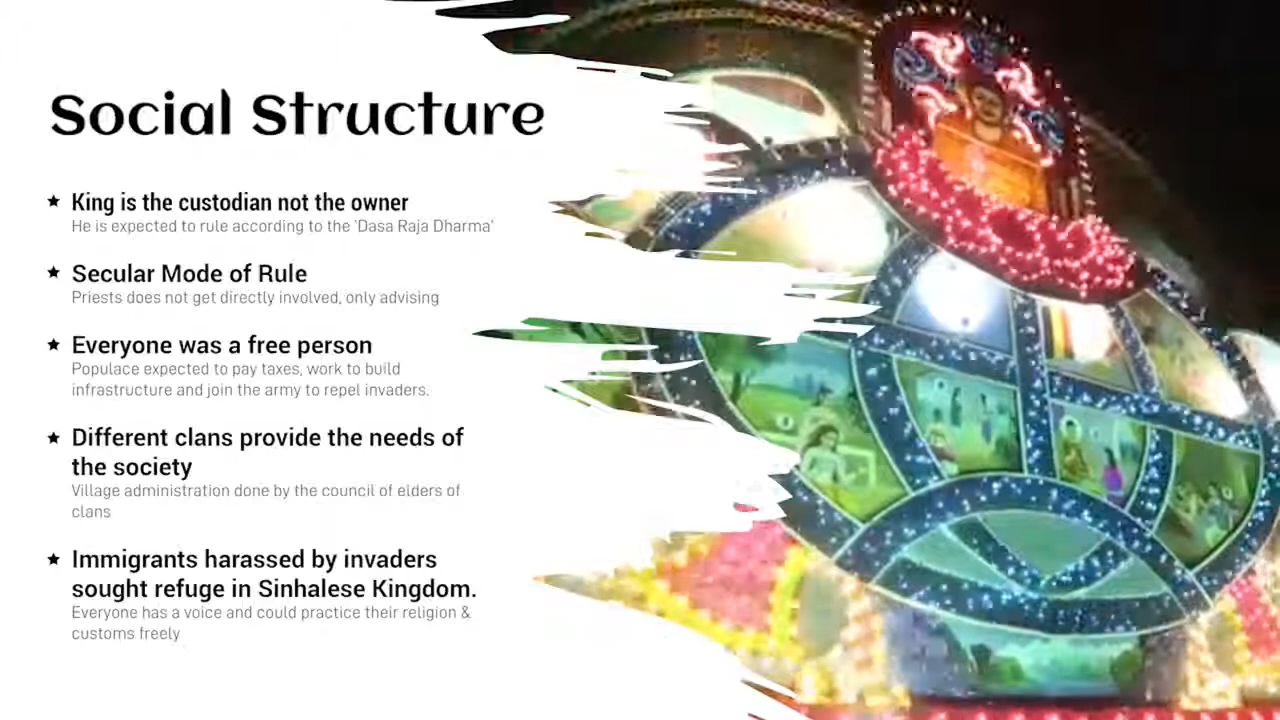 Social Structure
King is the custodian not the owner
He is expected to rule according to the 'Dasa Raja Dharma'
Secular Mode of Rule
Priests does not get directly involved, only advising
Everyone was a free person
Populace expected to pay taxes, work to build
infrastructure and join the army to repel invaders.
Different clans provide the needs of
the society
Village administration done by the council of elders of
clans
Immigrants harassed by invaders
sought refuge in Sinhalese Kingdom.
Everyone has a voice and could practice their religion &
customs freely